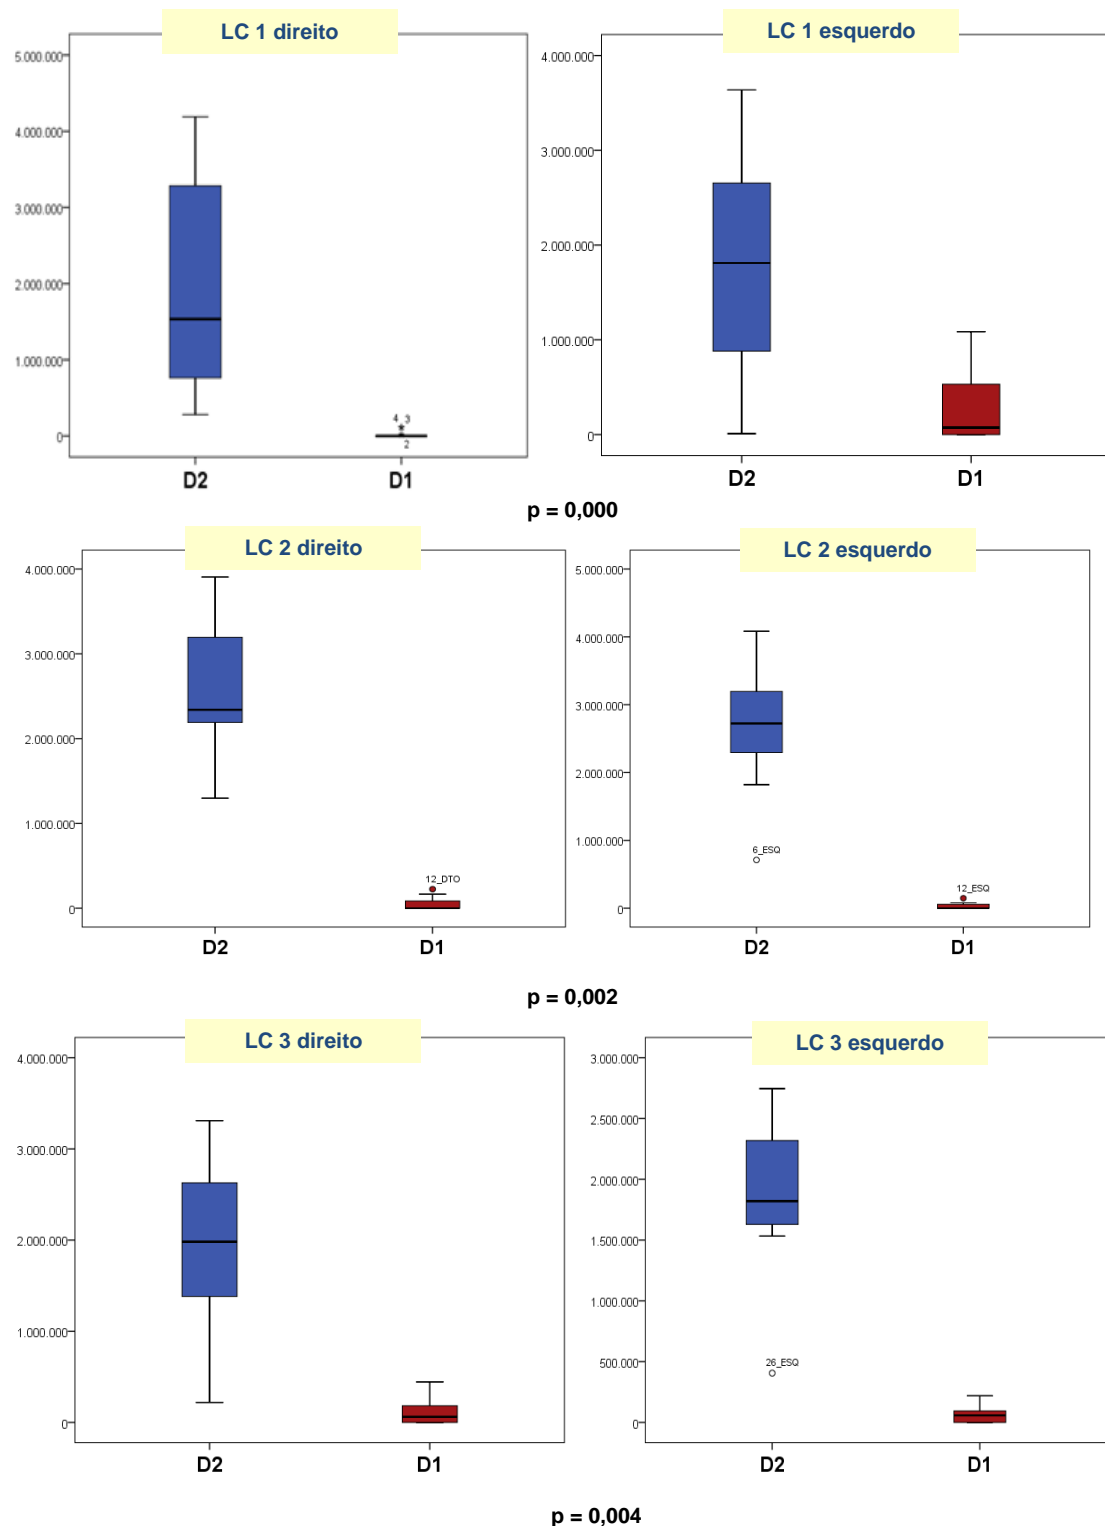 LC 1 direito
5.000.000
4.000.000
3.000.000
2.000.000
1.000.000
0
4 3
2
D2 D1
LC 1 esquerdo
4.000.000
3.000.000
2.000.000
1.000.000
0
D2 D1
p = 0,000
LC 2 direito
4.000.000
3.000.000
2.000.000
1.000.000
0
12_DTO
D2 D1
LC 2 esquerdo
5.000.000
4.000.000
3.000.000
2.000.000
1.000.000
0
6_ESQ
12_ESQ
D2 D1
p = 0,002
LC 3 direito
4.000.000
3.000.000
2.000.000
1.000.000
0
D2 D1
LC 3 esquerdo
3.000.000
2.500.000
2.000.000
1.500.000
1.000.000
500.000
0
26_ESQ
D2 D1
p = 0,004